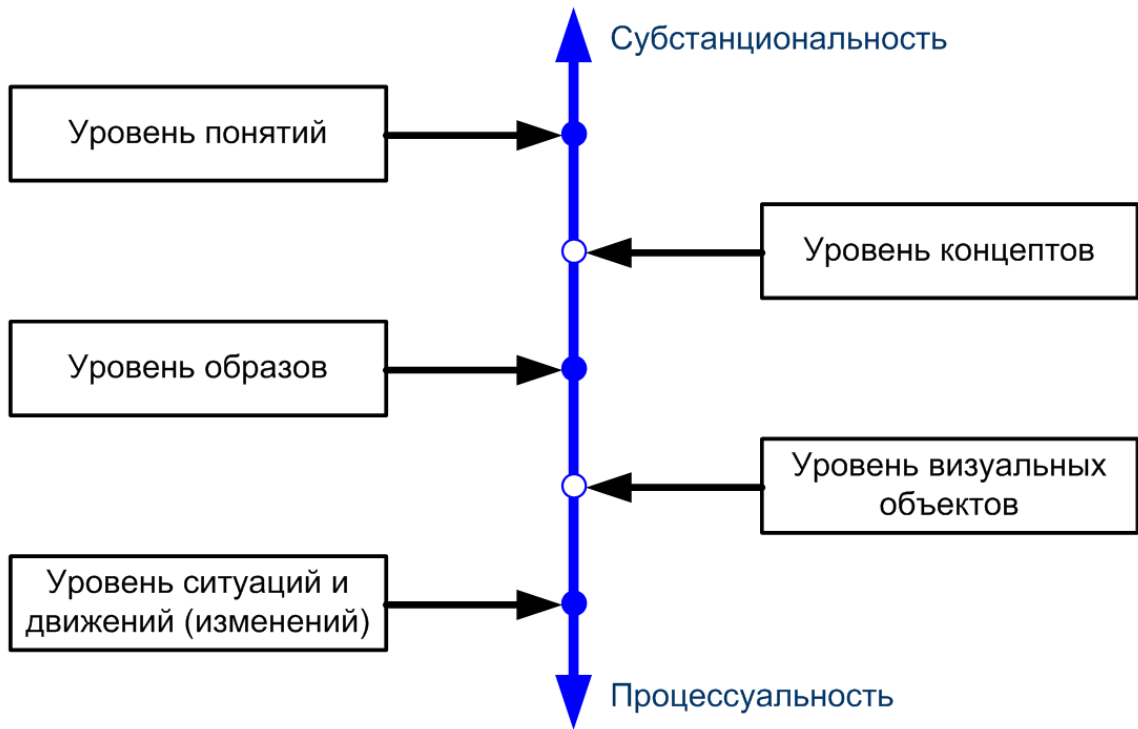 Субстанциональность
Уровень понятий
Уровень концептов
Уровень образов
Уровень визуальных
объектов
Уровень ситуаций и
движений (изменений)
Процессуальность